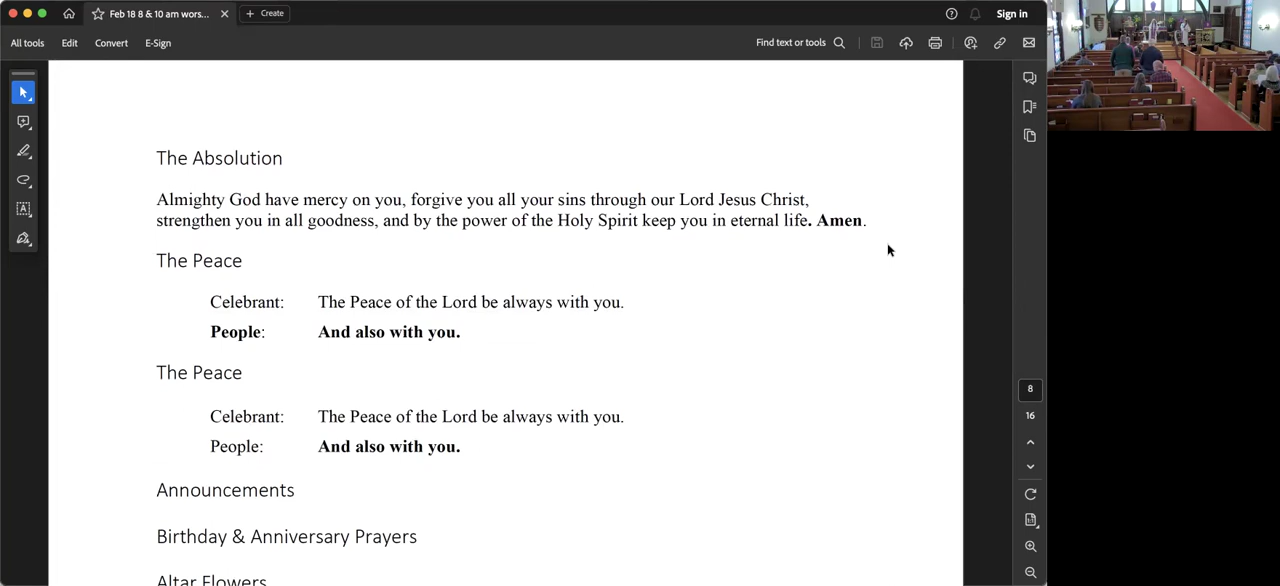 Feb 18 8 & 10 am wors...
Create
Sign in
All tools
Edit
Convert
E-Sign
Find text or tools
The Absolution
Almighty God have mercy on you, forgive you all your sins through our Lord Jesus Christ,
strengthen you in all goodness, and by the power of the Holy Spirit keep you in eternal life. Amen.
The Peace
Celebrant: The Peace of the Lord be always with you.
People: And also with you.
The Peace
Celebrant: The Peace of the Lord be always with you.
People: And also with you.
Announcements
Birthday & Anniversary Prayers
Altar Flowers
8
16